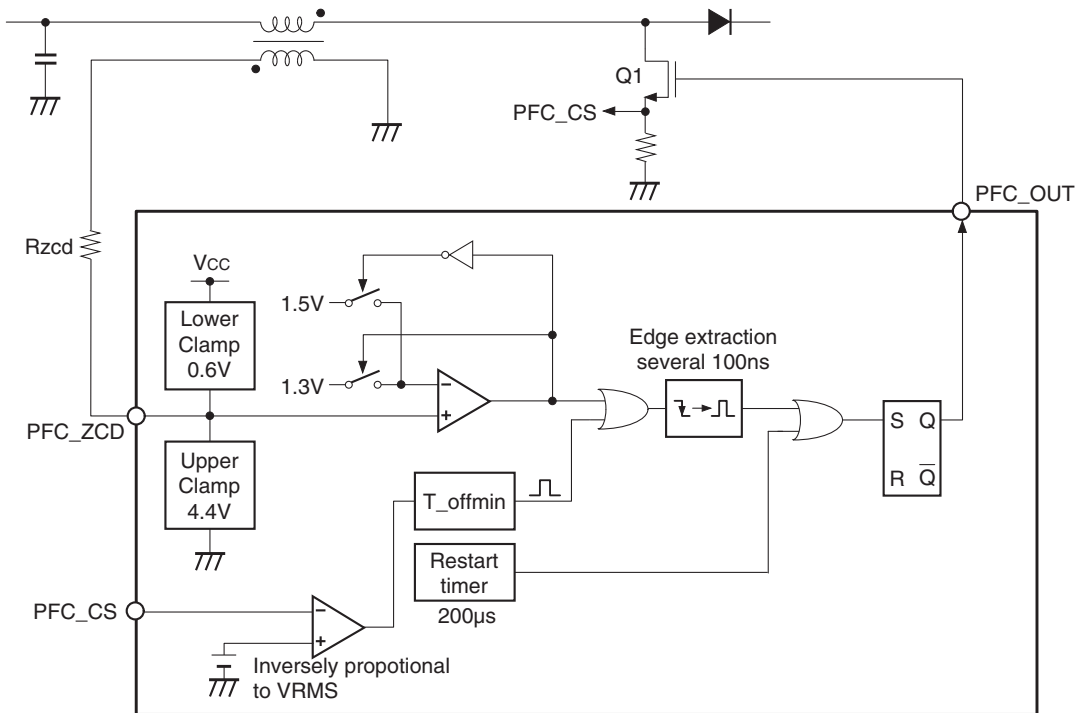 Q1
PFC_CS
PFC_OUT
Rzcd
VCC
Lower
Clamp
0.6V
1.5V
1.3V
−
+
Edge extraction
several 100ns
PFC_ZCD
Upper
Clamp
4.4V
T_offmin
S Q
R Q
Restart
timer
200µs
PFC_CS
−
+
Inversely propotional
to VRMS